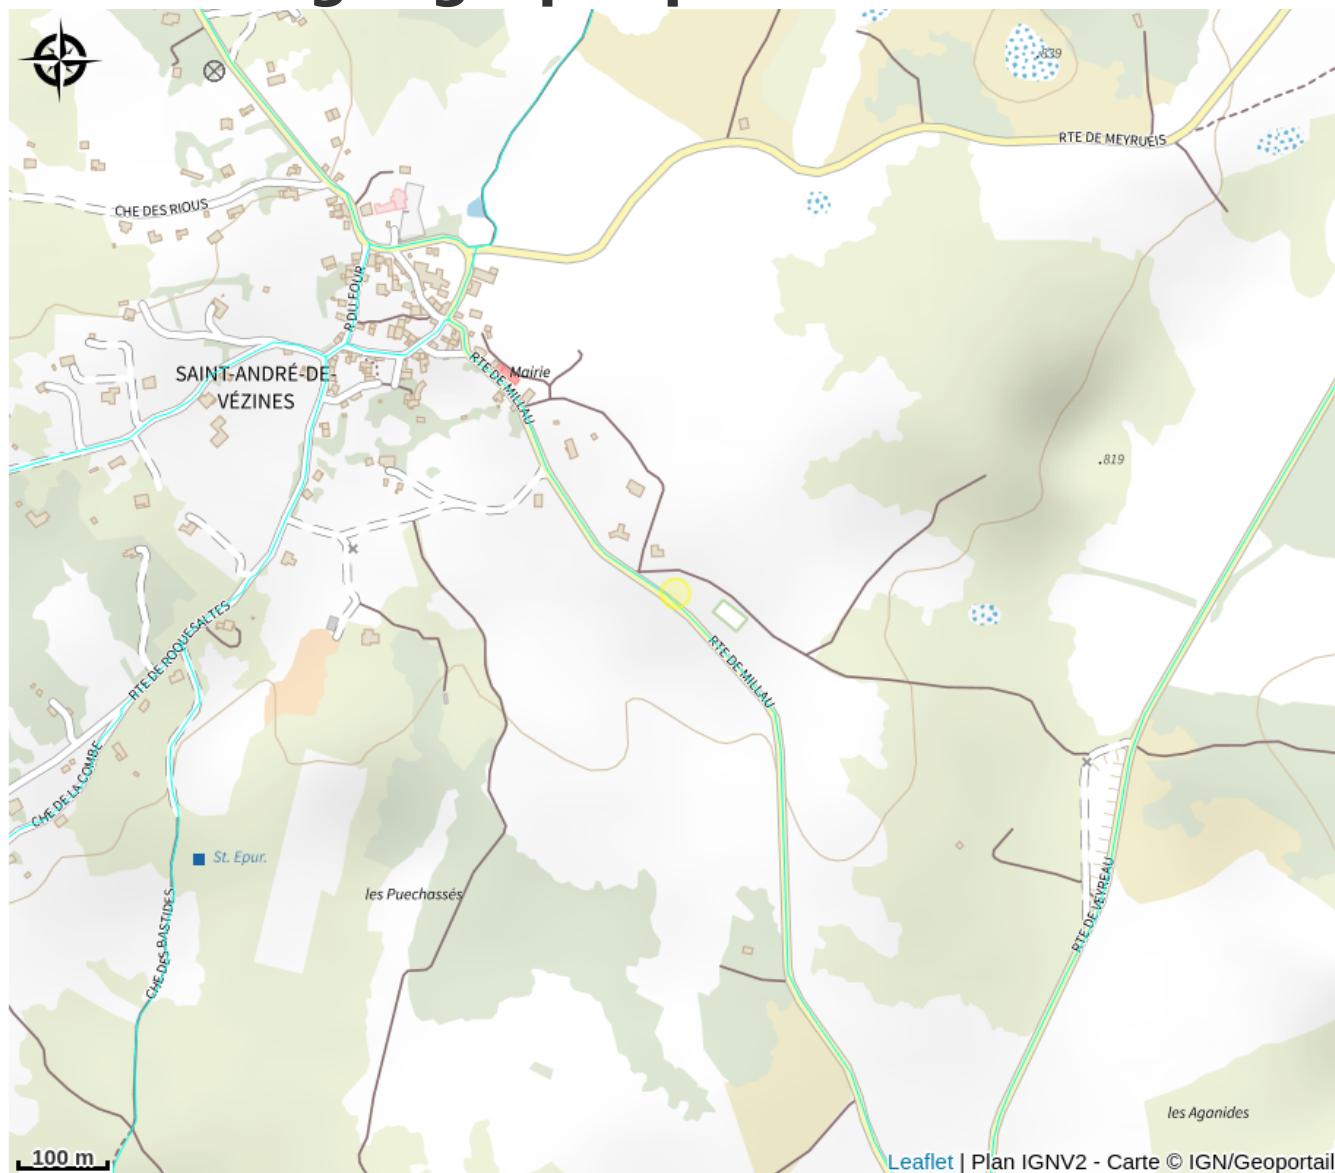 839
RTE DE MEYRUEIS
CHE DES RIOUS
R DU FOUR
SAINT-ANDRÉ-DE-
VÉZINES
Mairie
RTE DE MILLAU
819
RTE DE ROQUESALTES
RTE DE MILLAU
CHE DE LA COMBE
St. Epur.
les Puechassés
RTE DE VEYREAU
CHE DES BASTIDES
les Aganides
100 m
Leaflet | Plan IGNV2 - Carte © IGN/Geoportail